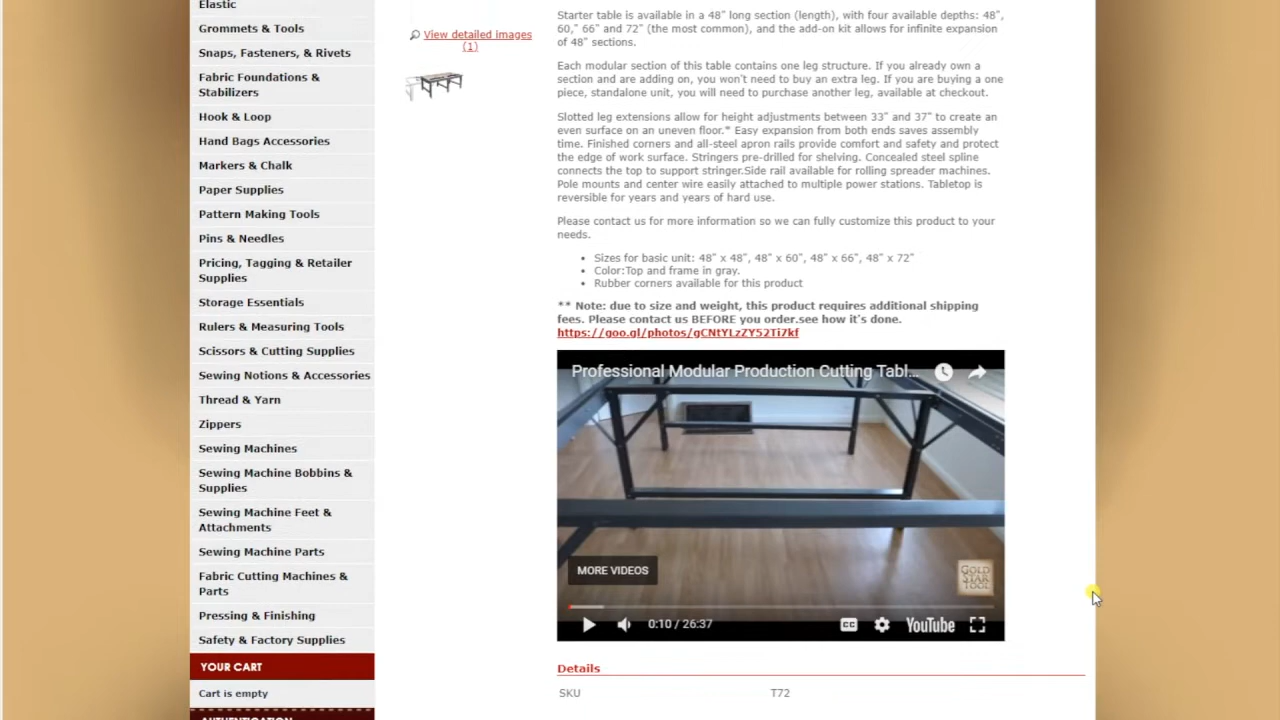 Elastic
Grommets & Tools
Snaps, Fasteners, & Rivets
Fabric Foundations &
Stabilizers
Hook & Loop
Hand Bags Accessories
Markers & Chalk
Paper Supplies
Pattern Making Tools
Pins & Needles
Pricing, Tagging & Retailer
Supplies
Storage Essentials
Rulers & Measuring Tools
Scissors & Cutting Supplies
Sewing Notions & Accessories
Thread & Yarn
Zippers
Sewing Machines
Sewing Machine Bobbins &
Supplies
Sewing Machine Feet &
Attachments
Sewing Machine Parts
Fabric Cutting Machines &
Parts
Pressing & Finishing
Safety & Factory Supplies
YOUR CART
Cart is empty
AUTHENTICATION
View detailed images
(1)
Starter table is available in a 48" long section (length), with four available depths: 48",
60," 66" and 72" (the most common), and the add-on kit allows for infinite expansion
of 48" sections.
Each modular section of this table contains one leg structure. If you already own a
section and are adding on, you won't need to buy an extra leg. If you are buying a one
piece, standalone unit, you will need to purchase another leg, available at checkout.
Slotted leg extensions allow for height adjustments between 33" and 37" to create an
even surface on an uneven floor.* Easy expansion from both ends saves assembly
time. Finished corners and all-steel apron rails provide comfort and safety and protect
the edge of work surface. Stringers pre-drilled for shelving. Concealed steel spline
connects the top to support stringer.Side rail available for rolling spreader machines.
Pole mounts and center wire easily attached to multiple power stations. Tabletop is
reversible for years and years of hard use.
Please contact us for more information so we can fully customize this product to your
needs.
• Sizes for basic unit: 48" x 48", 48" x 60", 48" x 66", 48" x 72"
• Color:Top and frame in gray.
• Rubber corners available for this product
** Note: due to size and weight, this product requires additional shipping
fees. Please contact us BEFORE you order.see how it's done.
https://goo.gl/photos/gCNtYLzZY52Ti7kf
Professional Modular Production Cutting Tabl...
MORE VIDEOS
GOLD
STAR
TOOL
0:10 / 26:37
CC
YouTube
Details
SKU T72